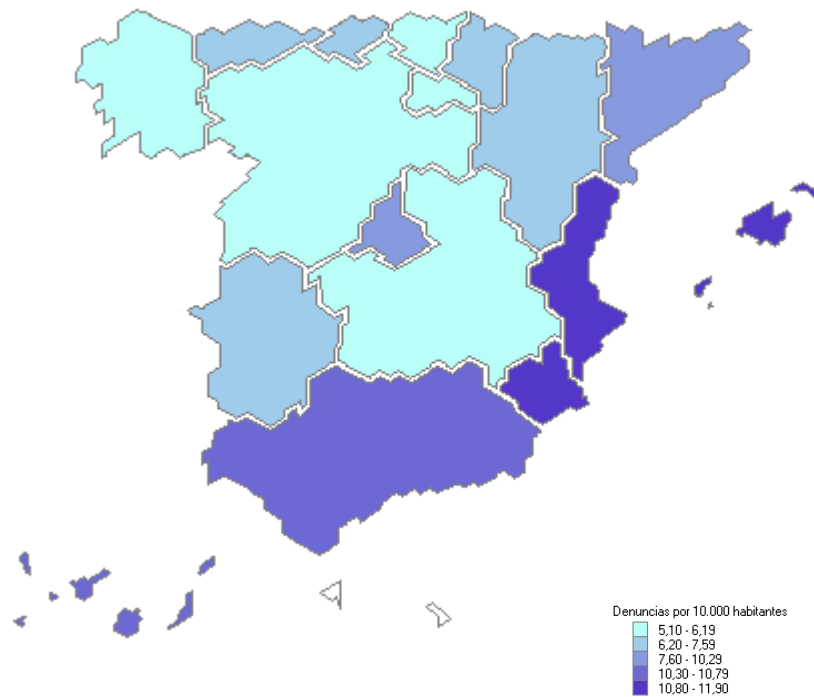 Denuncias por 10.000 habitantes
5,10 - 6,19
6,20 - 7,59
7,60 - 10,29
10,30 - 10,79
10,80 - 11,90